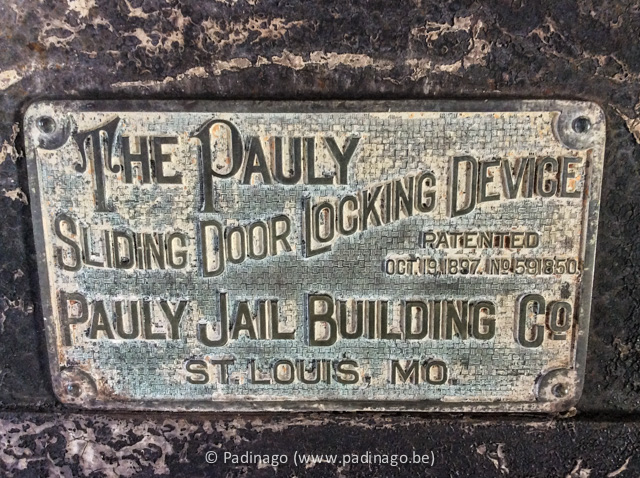 THE PAULY
SLIDING DOOR LOCKING DEVICE
PATENTED
OCT. 19, 1897. No. 591850.
PAULY JAIL BUILDING Co.
ST. LOUIS, MO.
© Padinago (www.padinago.be)